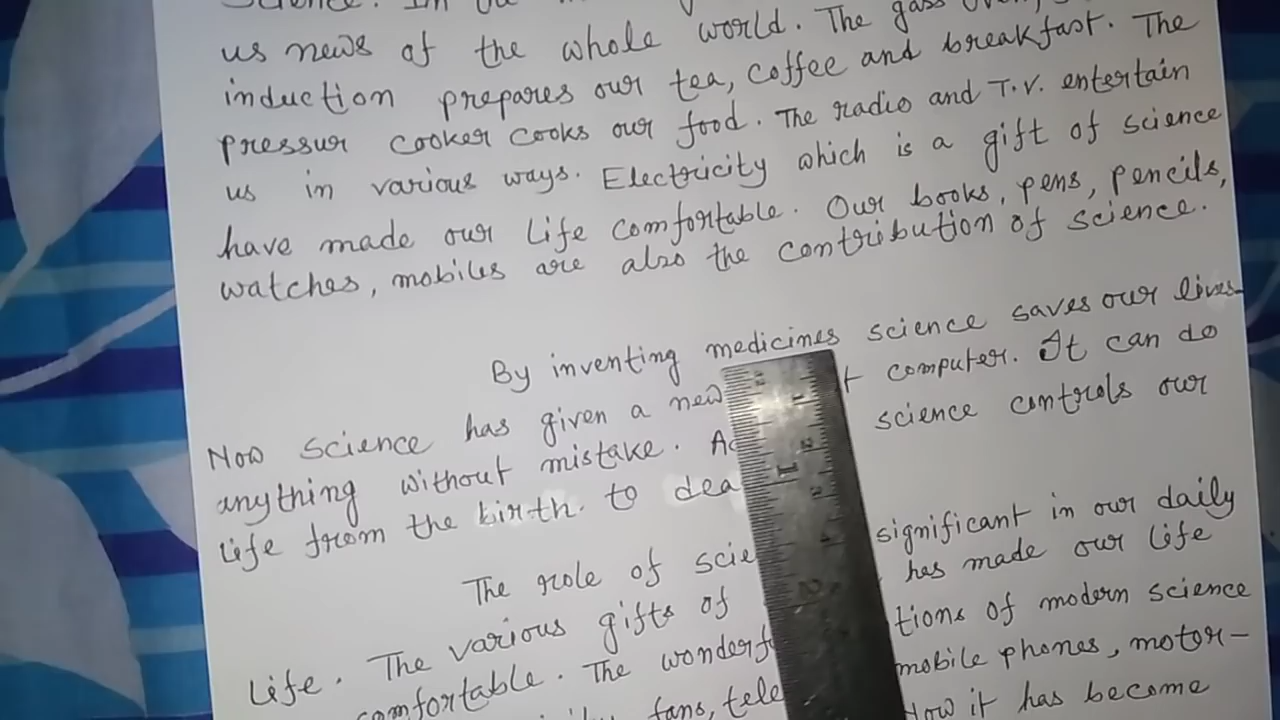 us news of the whole world. The gass
induction prepares our tea, coffee and breakfast. The
pressur cooker cooks our food. The radio and T.V. entertain
us in various ways. Electricity which is a gift of science
have made our life comfortable. Our books, pens, pencils,
watches, mobiles are also the contribution of science.
By inventing medicines science saves our lives
Now science has given a new computer. It can do
anything without mistake. science controls our
life from the birth to
The role of significant in our daily
life. The various gifts of has made our life
The tions of modern science
fans, mobile phones, motor-
Now it has become